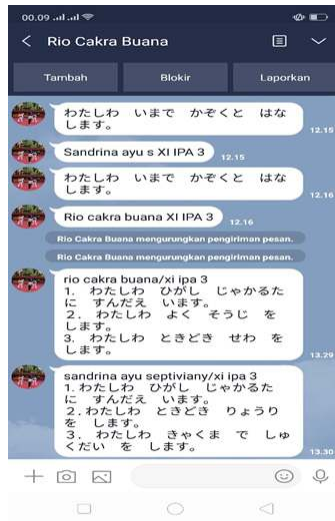 00.09
Rio Cakra Buana
Tambah Blokir Laporkan
わたしわ いまで かぞくと はな
します。
12.15
Sandrina ayu s XI IPA 3
12.15
わたしわ いまで かぞくと はな
します。
12.16
Rio cakra buana XI IPA 3
12.16
Rio Cakra Buana mengurungkan pengiriman pesan.
Rio Cakra Buana mengurungkan pengiriman pesan.
rio cakra buana/xi ipa 3
1. わたしわ ひがし じゃかるた
に すんだえ います。
2. わたしわ よく そうじ を
します。
3. わたしわ ときどき せわ を
します。
13.29
sandrina ayu septiviany/xi ipa 3
1.わたしわ ひがし じゃかるた
に すんだえ います。
2.わたしわ ときどき りょうり
を します。
3. わたしわ きゃくま で しゅ
くだい を します。
13.30